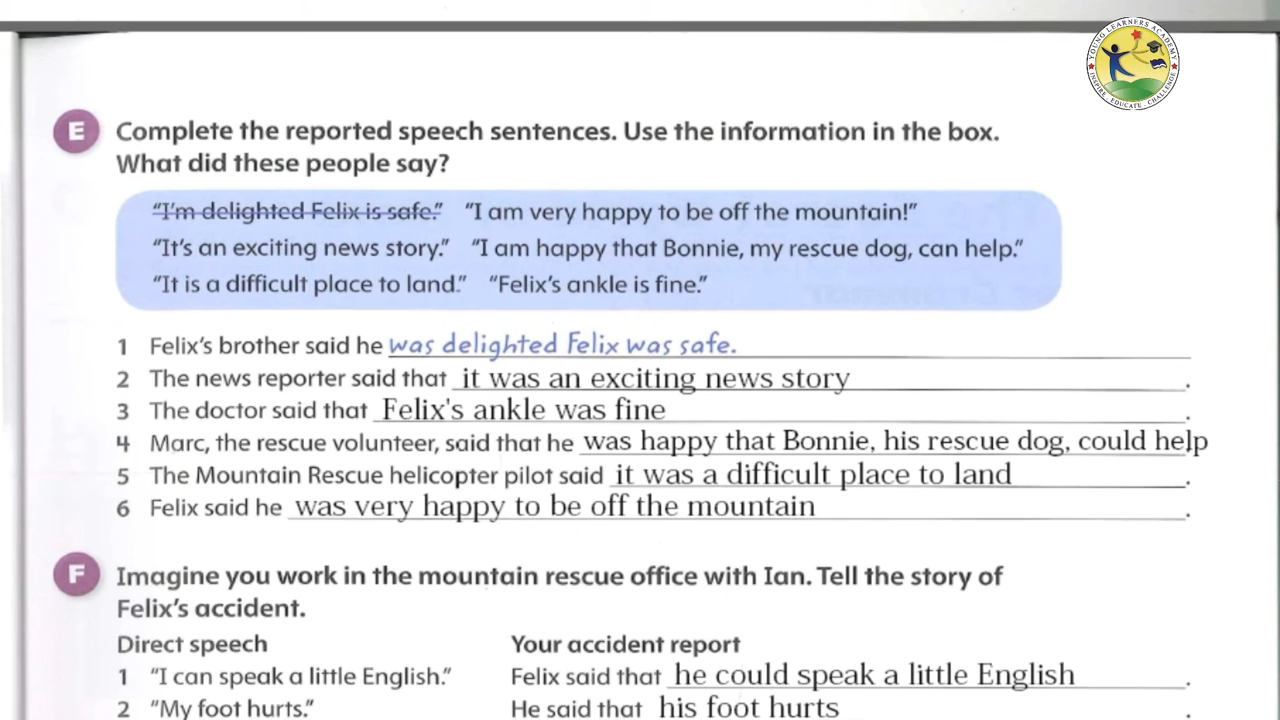 YOUNG LEARNERS ACADEMY
INSPIRE - EDUCATE - CHALLENGE
E Complete the reported speech sentences. Use the information in the box.
What did these people say?
"I'm delighted Felix is safe." "I am very happy to be off the mountain!"
"It's an exciting news story." "I am happy that Bonnie, my rescue dog, can help."
"It is a difficult place to land." "Felix's ankle is fine."
1 Felix's brother said he was delighted Felix was safe.
2 The news reporter said that it was an exciting news story.
3 The doctor said that Felix's ankle was fine.
4 Marc, the rescue volunteer, said that he was happy that Bonnie, his rescue dog, could help.
5 The Mountain Rescue helicopter pilot said it was a difficult place to land.
6 Felix said he was very happy to be off the mountain.
F Imagine you work in the mountain rescue office with Ian. Tell the story of
Felix's accident.
Direct speech Your accident report
1 "I can speak a little English." Felix said that he could speak a little English.
2 "My foot hurts." He said that his foot hurts.